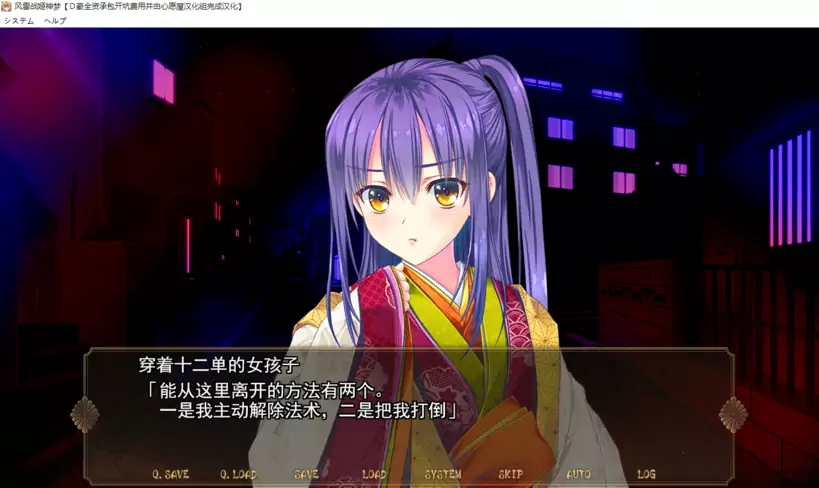 风雷战姬神梦【D豪全资承包开坑喜用并由心愿屋汉化组完成汉化】
システム ヘルプ
穿着十二单的女孩子
「能从这里离开的方法有两个。
一是我主动解除法术，二是把我打倒」
Q.SAVE Q.LOAD SAVE LOAD SYSTEM SKIP AUTO LOG